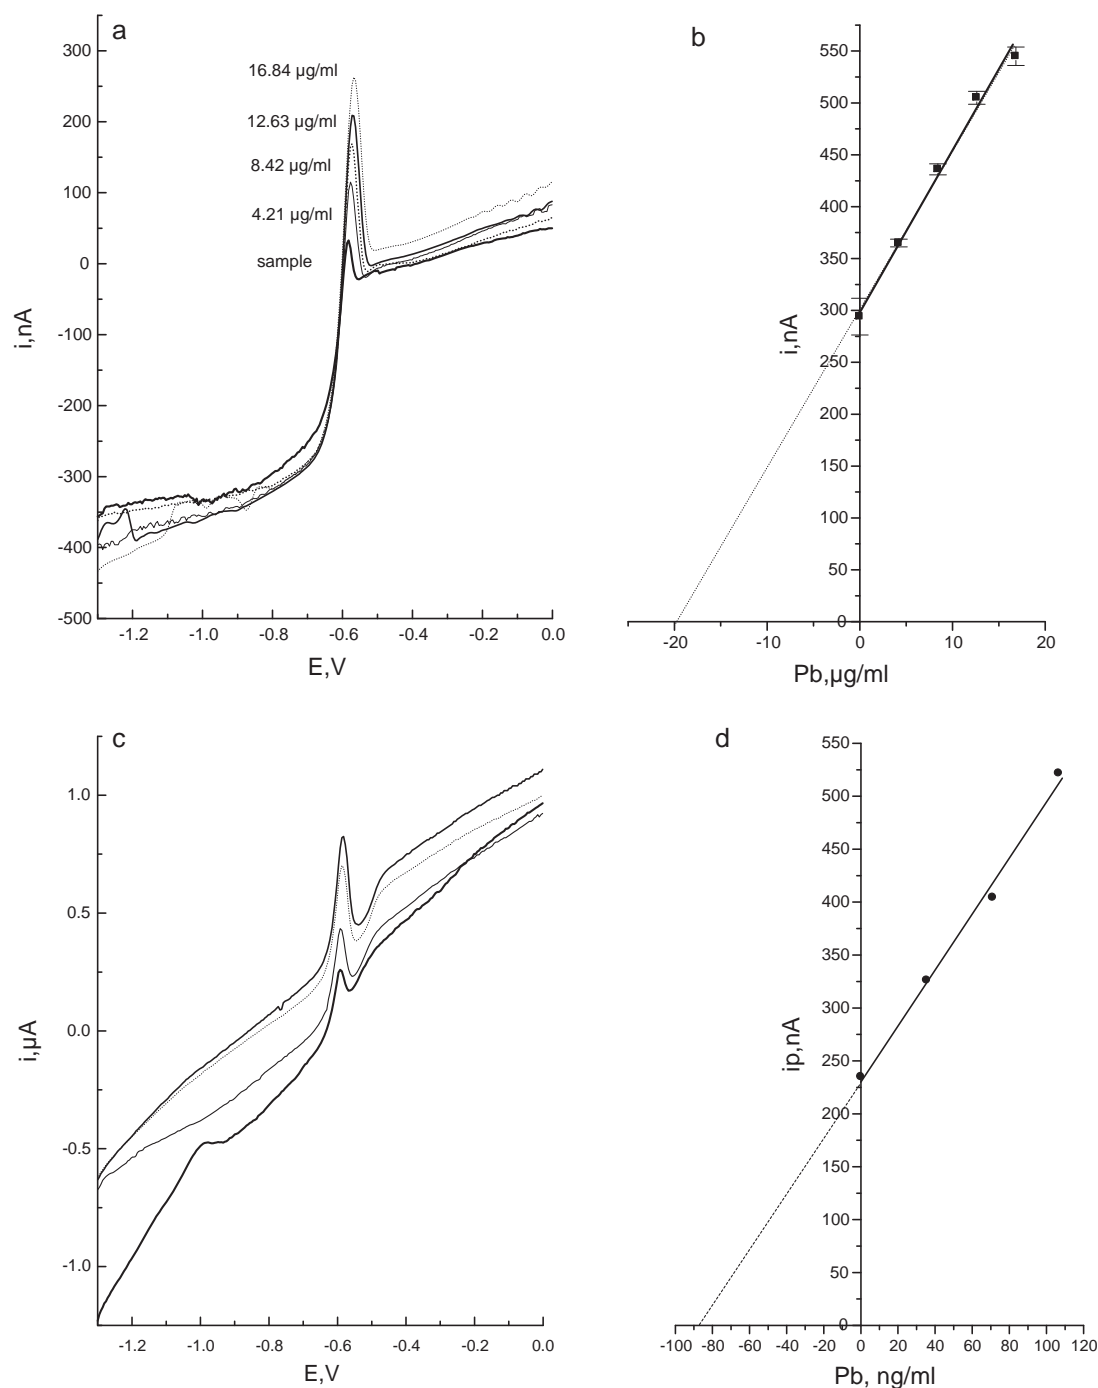 a
16.84 µg/ml
12.63 µg/ml
8.42 µg/ml
4.21 µg/ml
sample
300
200
100
0
-100
-200
-300
-400
-500
i,nA
-1.2 -1.0 -0.8 -0.6 -0.4 -0.2 0.0
E,V
b
550
500
450
400
350
300
250
200
150
100
50
0
i,nA
-20 -10 0 10 20
Pb,µg/ml
c
1.0
0.5
0.0
-0.5
-1.0
i,µA
-1.2 -1.0 -0.8 -0.6 -0.4 -0.2 0.0
E,V
d
550
500
450
400
350
300
250
200
150
100
50
0
ip,nA
-100 -80 -60 -40 -20 0 20 40 60 80 100 120
Pb, ng/ml